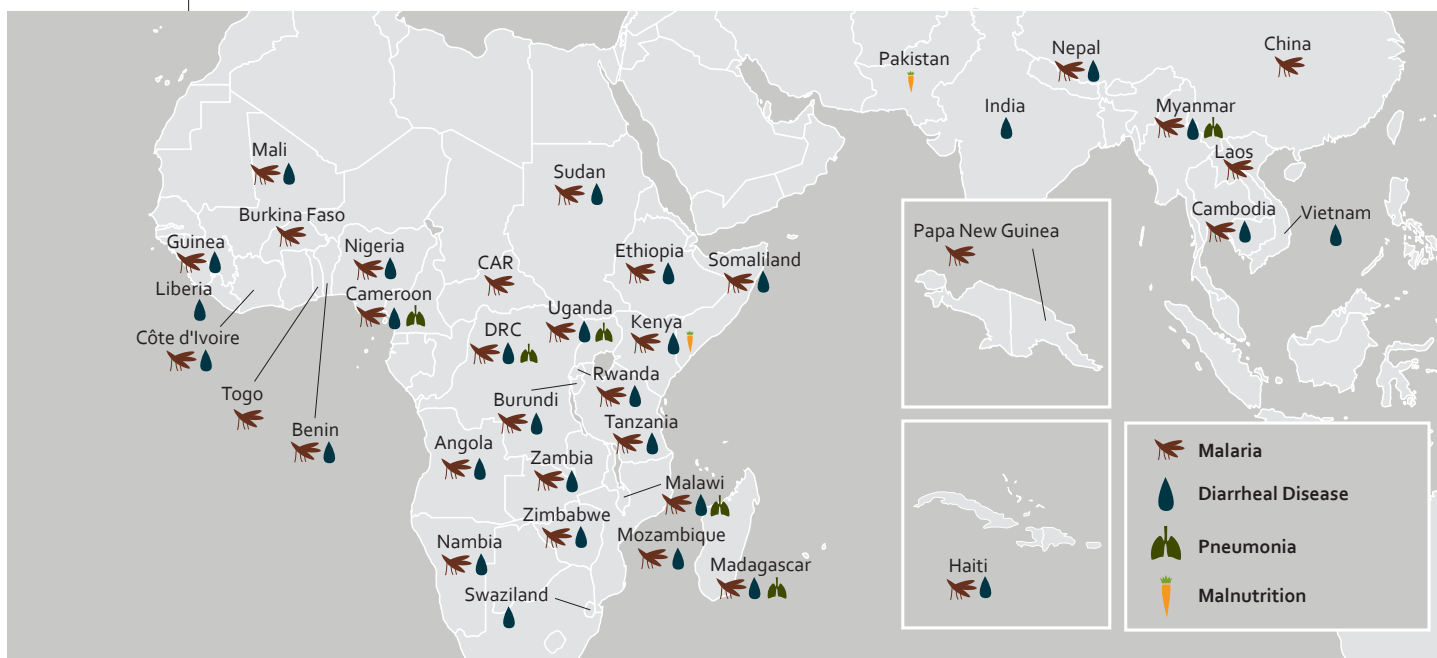 Pakistan
Nepal
China
India
Myanmar
Laos
Mali
Sudan
Cambodia
Vietnam
Burkina Faso
Guinea
Nigeria
CAR
Ethiopia
Somaliland
Papa New Guinea
Liberia
Cameroon
Uganda
Kenya
DRC
Côte d'Ivoire
Rwanda
Togo
Burundi
Benin
Tanzania
Angola
Zambia
Malawi
Zimbabwe
Mozambique
Nambia
Madagascar
Swaziland
Haiti
Malaria
Diarrheal Disease
Pneumonia
Malnutrition